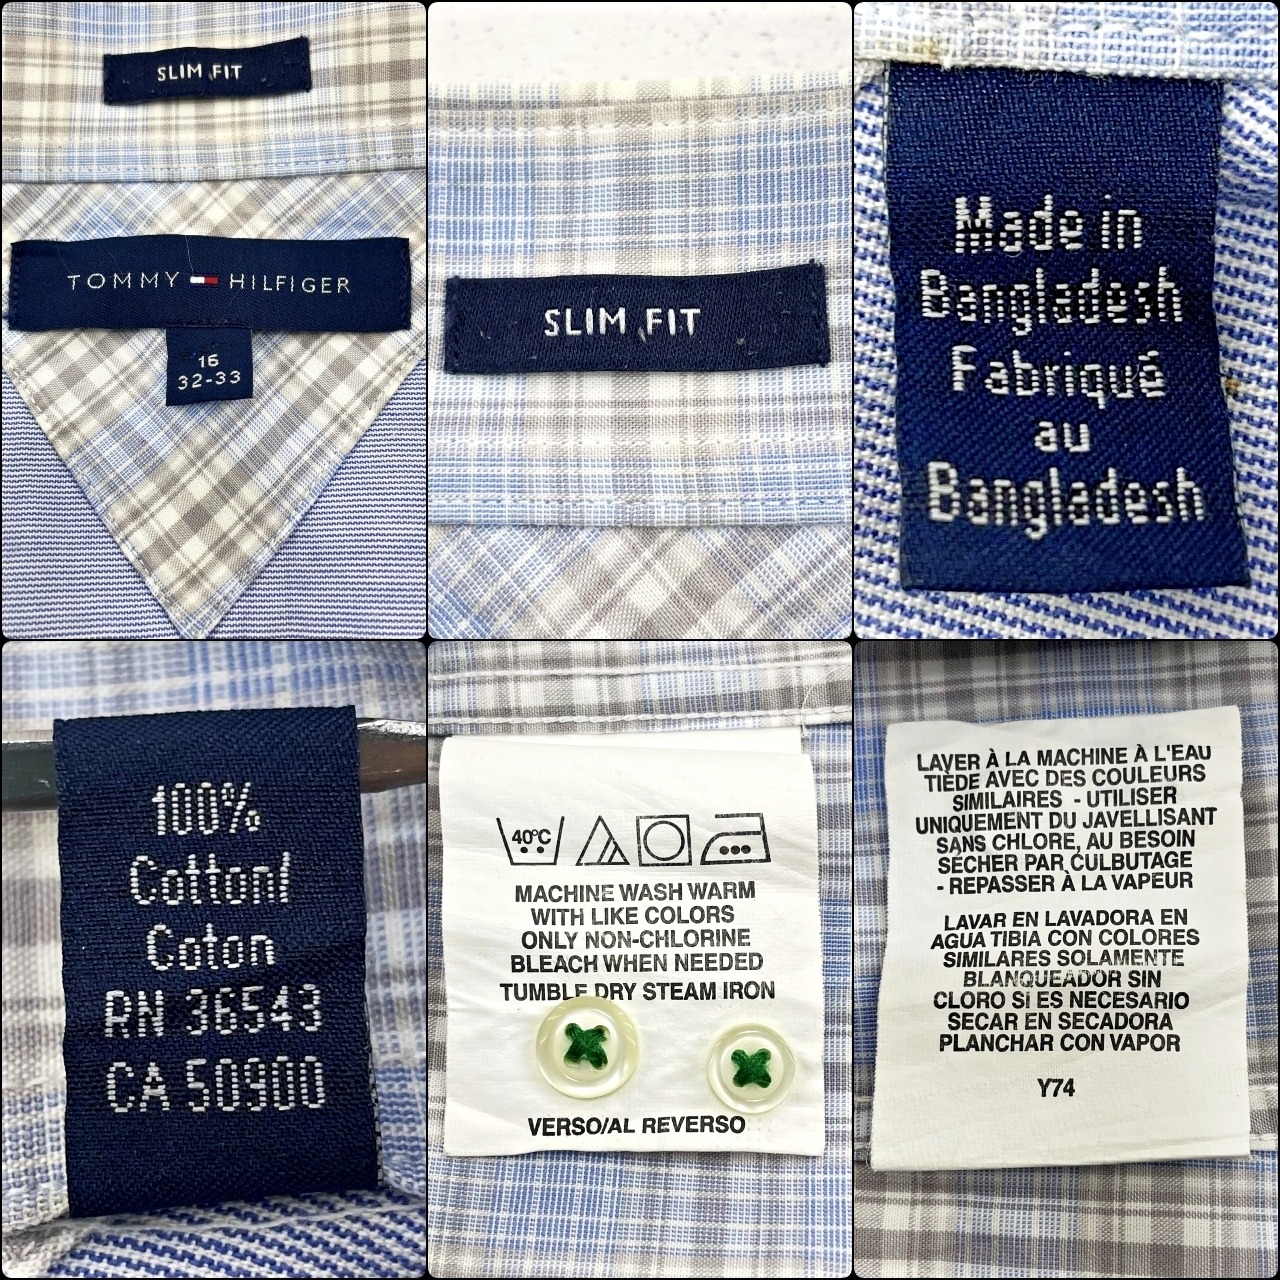 SLIM FIT
TOMMY HILFIGER
16
32-33
SLIM FIT
Made in
Bangladesh
Fabriqué
au
Bangladesh
100%
Cotton/
Coton
RN 36543
CA 50900
40°C
MACHINE WASH WARM
WITH LIKE COLORS
ONLY NON-CHLORINE
BLEACH WHEN NEEDED
TUMBLE DRY STEAM IRON
VERSO/AL REVERSO
LAVER À LA MACHINE À L'EAU
TIÈDE AVEC DES COULEURS
SIMILAIRES - UTILISER
UNIQUEMENT DU JAVELLISANT
SANS CHLORE, AU BESOIN
SÉCHER PAR CULBUTAGE
- REPASSER À LA VAPEUR
LAVAR EN LAVADORA EN
AGUA TIBIA CON COLORES
SIMILARES SOLAMENTE
BLANQUEADOR SIN
CLORO SI ES NECESARIO
SECAR EN SECADORA
PLANCHAR CON VAPOR
Y74